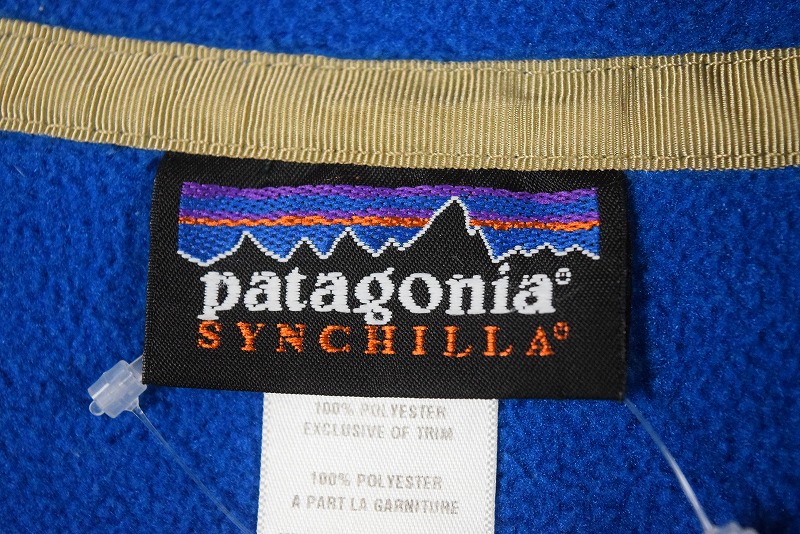 patagonia®
SYNCHILLA®
100% POLYESTER
EXCLUSIVE OF TRIM
100% POLYESTER
A PART LA GARNITURE